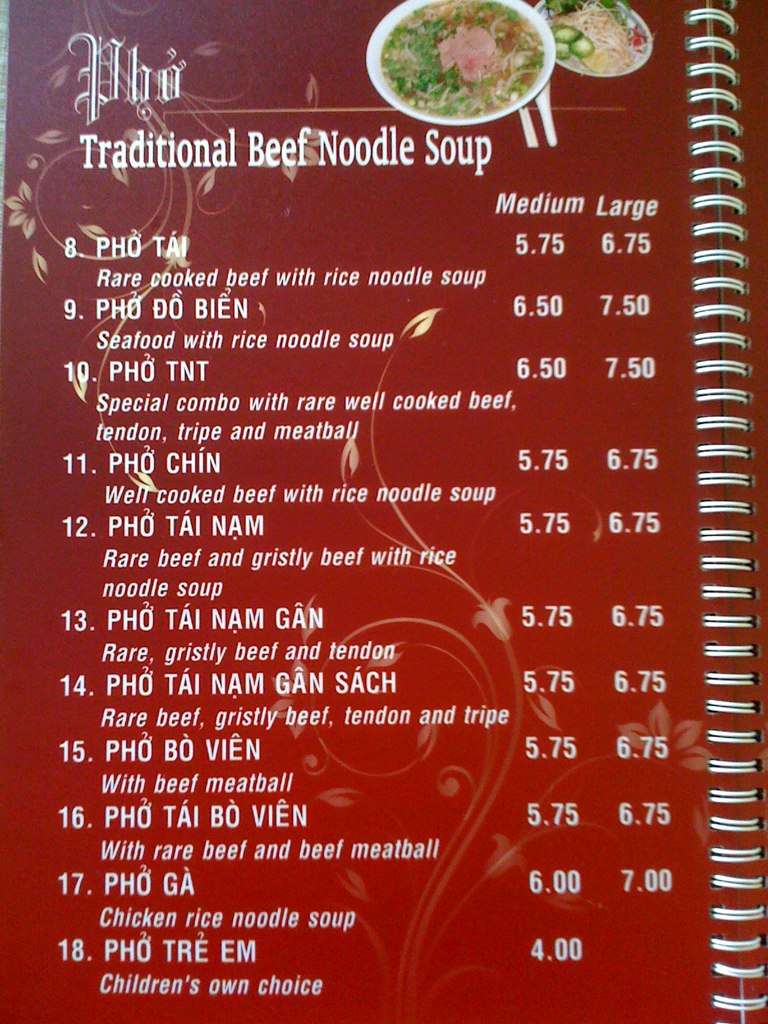 Phở
Traditional Beef Noodle Soup
Medium Large
8. PHỞ TÁI 5.75 6.75
Rare cooked beef with rice noodle soup
9. PHỞ ĐỒ BIỂN 6.50 7.50
Seafood with rice noodle soup
10. PHỞ TNT 6.50 7.50
Special combo with rare well cooked beef,
tendon, tripe and meatball
11. PHỞ CHÍN 5.75 6.75
Well cooked beef with rice noodle soup
12. PHỞ TÁI NẠM 5.75 6.75
Rare beef and gristly beef with rice
noodle soup
13. PHỞ TÁI NẠM GÂN 5.75 6.75
Rare, gristly beef and tendon
14. PHỞ TÁI NẠM GÂN SÁCH 5.75 6.75
Rare beef, gristly beef, tendon and tripe
15. PHỞ BÒ VIÊN 5.75 6.75
With beef meatball
16. PHỞ TÁI BÒ VIÊN 5.75 6.75
With rare beef and beef meatball
17. PHỞ GÀ 6.00 7.00
Chicken rice noodle soup
18. PHỞ TRẺ EM 4.00
Children's own choice